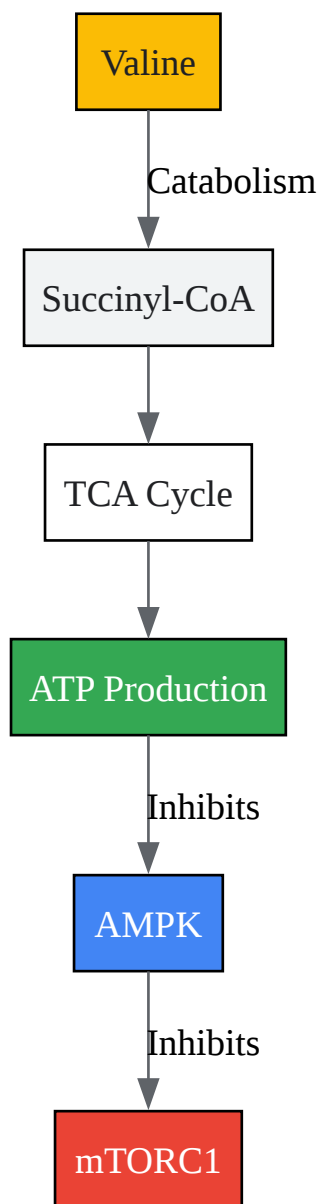 Valine
Catabolism
Succinyl-CoA
TCA Cycle
ATP Production
Inhibits
AMPK
Inhibits
mTORC1